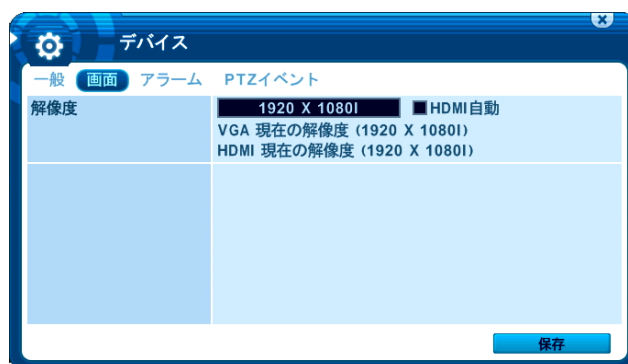 デバイス
一般 画面 アラーム PTZイベント
解像度 1920 X 1080I HDMI自動
VGA 現在の解像度 (1920 X 1080I)
HDMI 現在の解像度 (1920 X 1080I)
保存